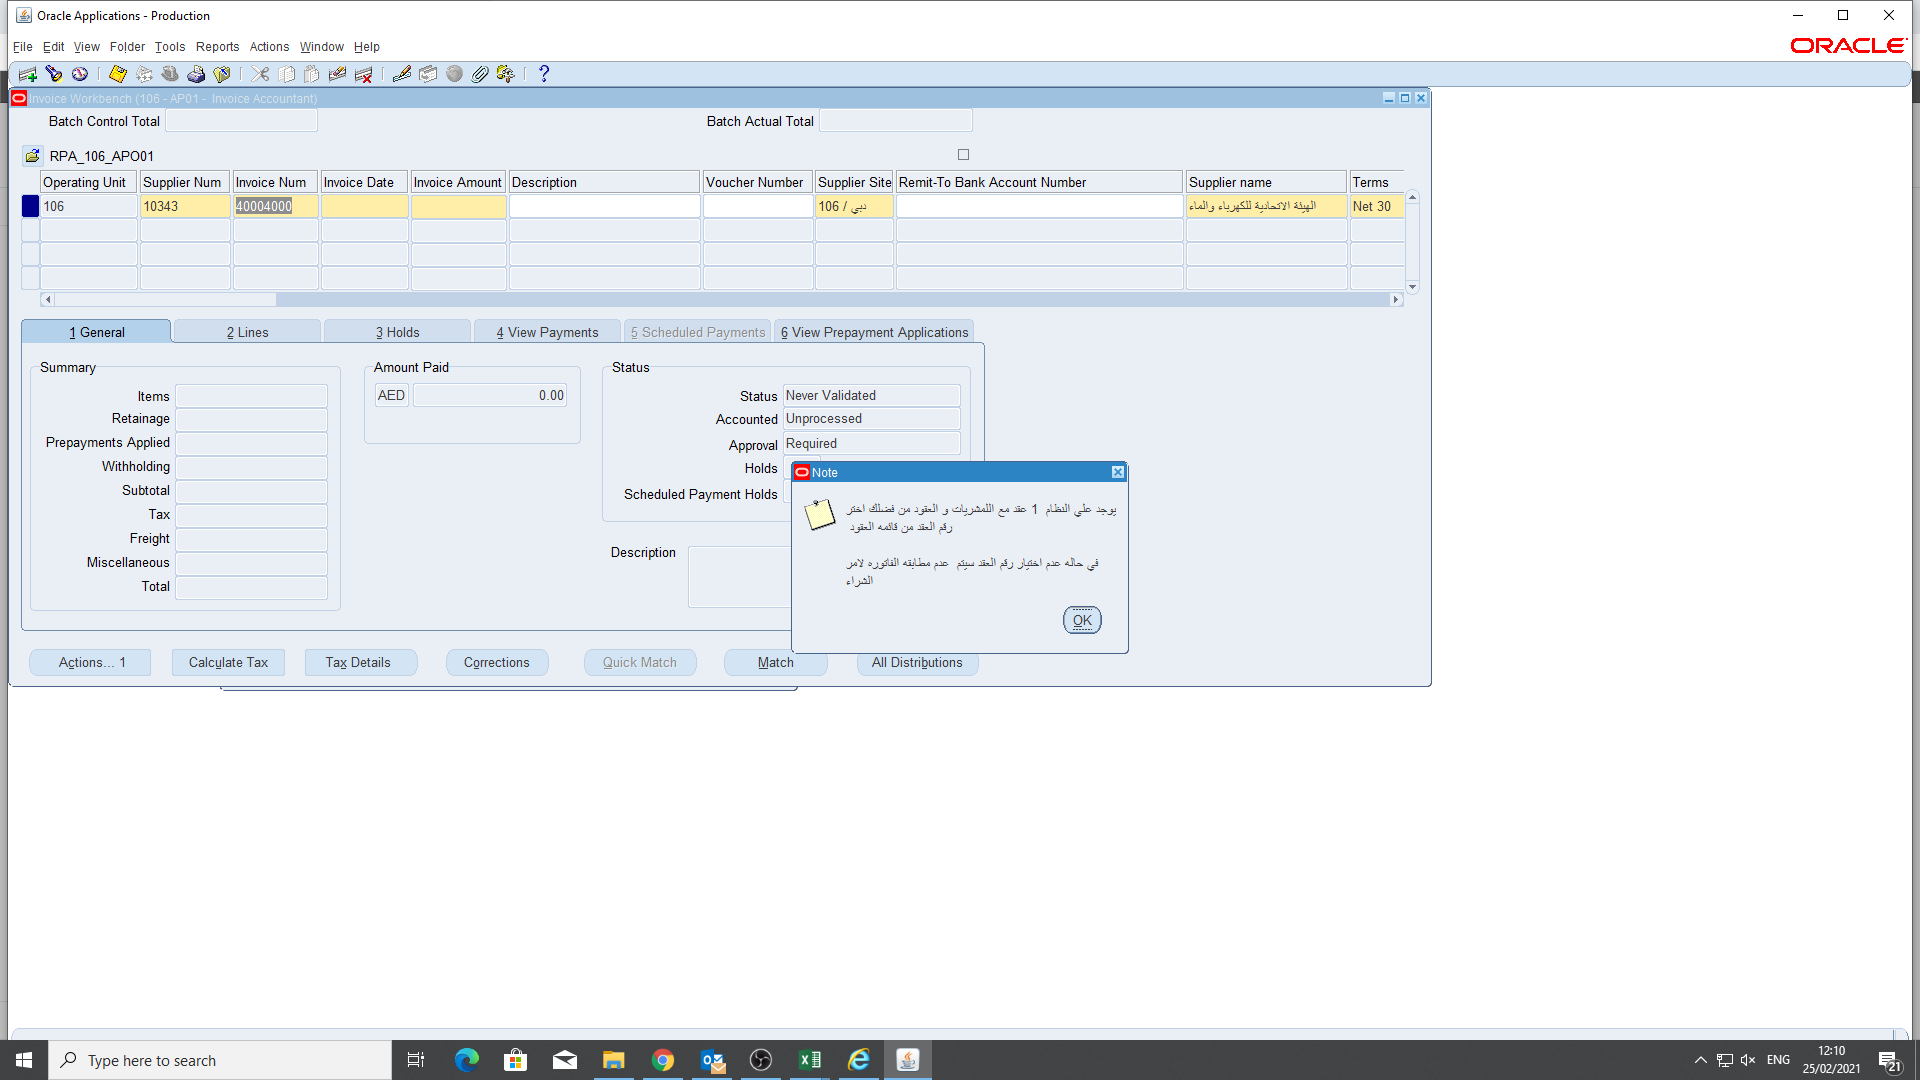 Oracle Applications - Production
File Edit View Folder Tools Reports Actions Window Help
ORACLE
Invoice Workbench (106 - AP01 - Invoice Accountant)
Batch Control Total
Batch Actual Total
RPA_106_APO01
Operating Unit Supplier Num Invoice Num Invoice Date Invoice Amount Description Voucher Number Supplier Site Remit-To Bank Account Number Supplier name Terms
106 10343 40004000 106 / دبي الهيئة الاتحادية للكهرباء والماء Net 30
1 General 2 Lines 3 Holds 4 View Payments 5 Scheduled Payments 6 View Prepayment Applications
Summary
Items
Retainage
Prepayments Applied
Withholding
Subtotal
Tax
Freight
Miscellaneous
Total
Amount Paid
AED 0.00
Status
Status Never Validated
Accounted Unprocessed
Approval Required
Holds
Scheduled Payment Holds
Description
Note
يوجد علي النظام 1 عقد مع اللمشريات و العقود من فضلك اختر
رقم العقد من قائمه العقود
في حاله عدم اختيار رقم العقد سيتم عدم مطابقه الفاتوره لامر
الشراء
OK
Actions... 1 Calculate Tax Tax Details Corrections Quick Match Match All Distributions
Type here to search
ENG
12:10
25/02/2021
21